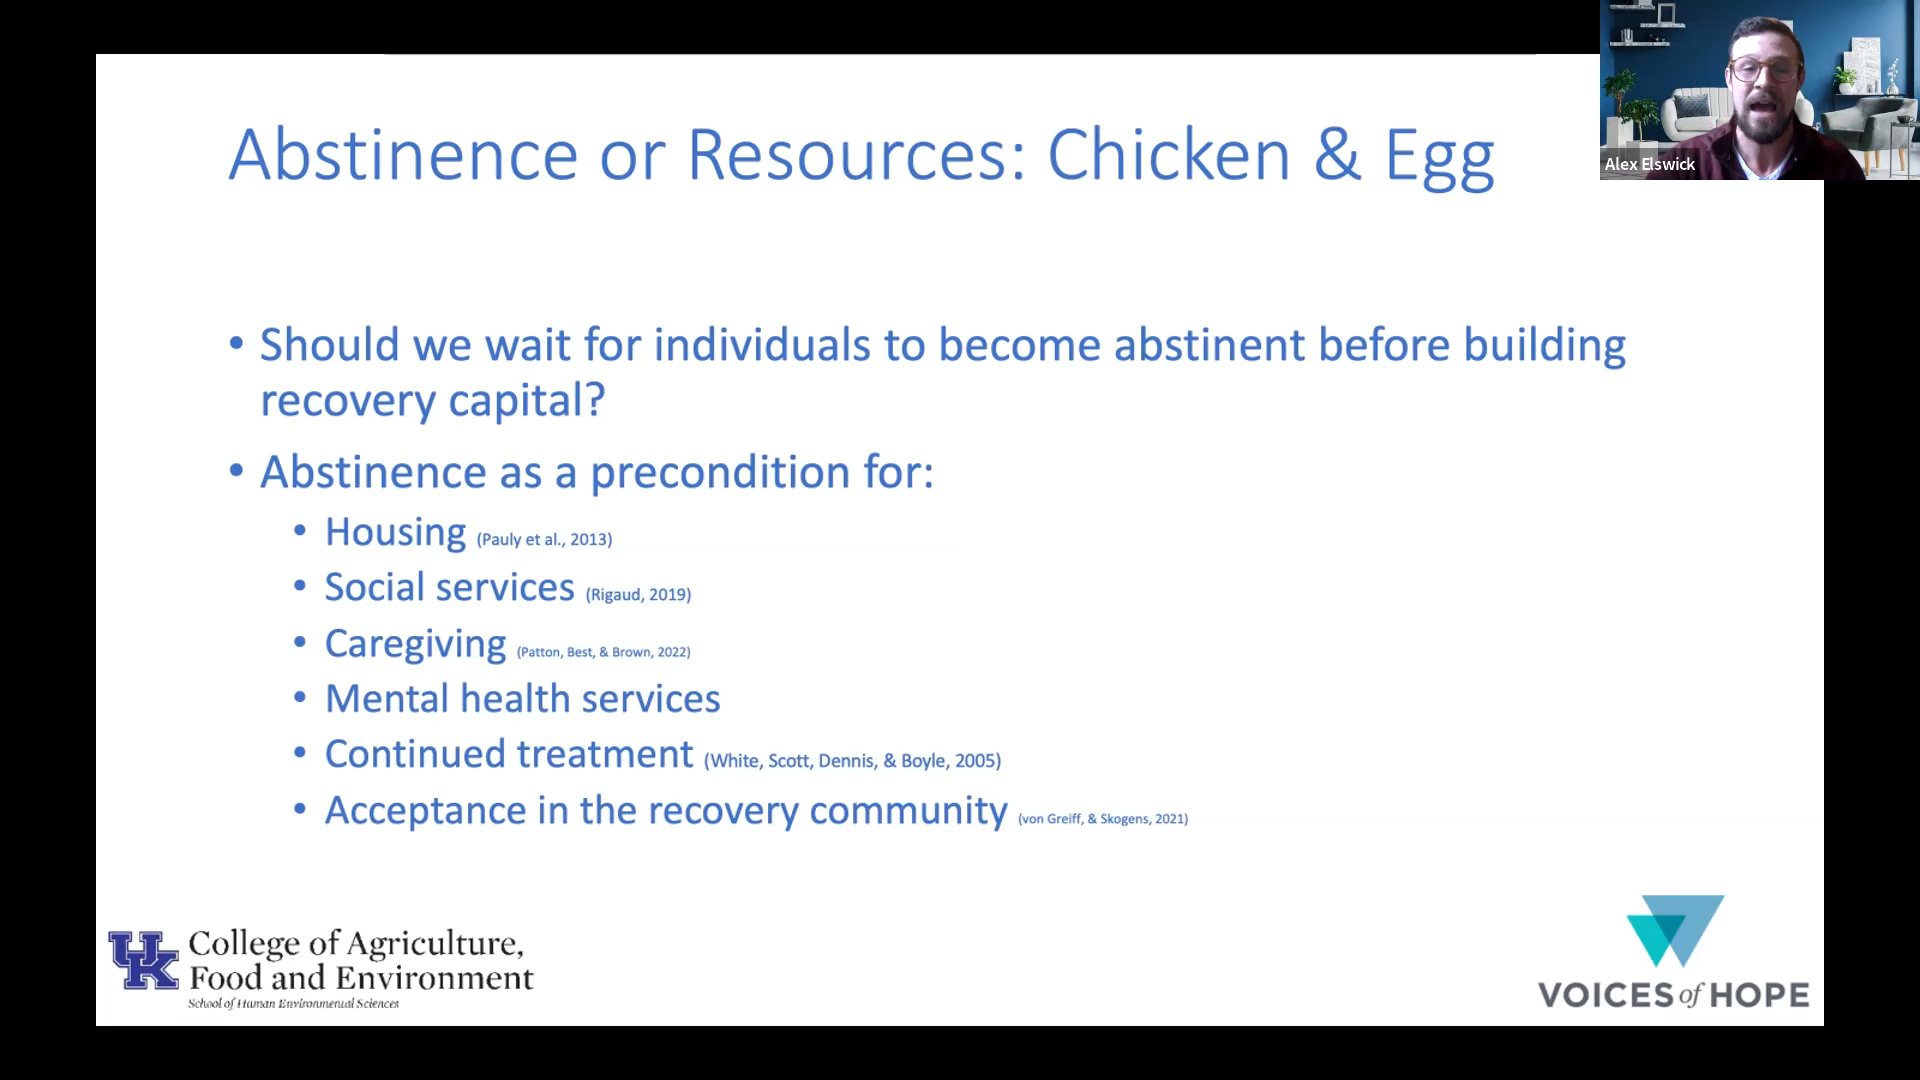 Abstinence or Resources: Chicken & Egg
Alex Elswick
• Should we wait for individuals to become abstinent before building
recovery capital?
• Abstinence as a precondition for:
• Housing (Pauly et al., 2013)
• Social services (Rigaud, 2019)
• Caregiving (Patton, Best, & Brown, 2022)
• Mental health services
• Continued treatment (White, Scott, Dennis, & Boyle, 2005)
• Acceptance in the recovery community (von Greiff, & Skogens, 2021)
UK
College of Agriculture,
Food and Environment
School of Human Environmental Sciences
VOICES of HOPE